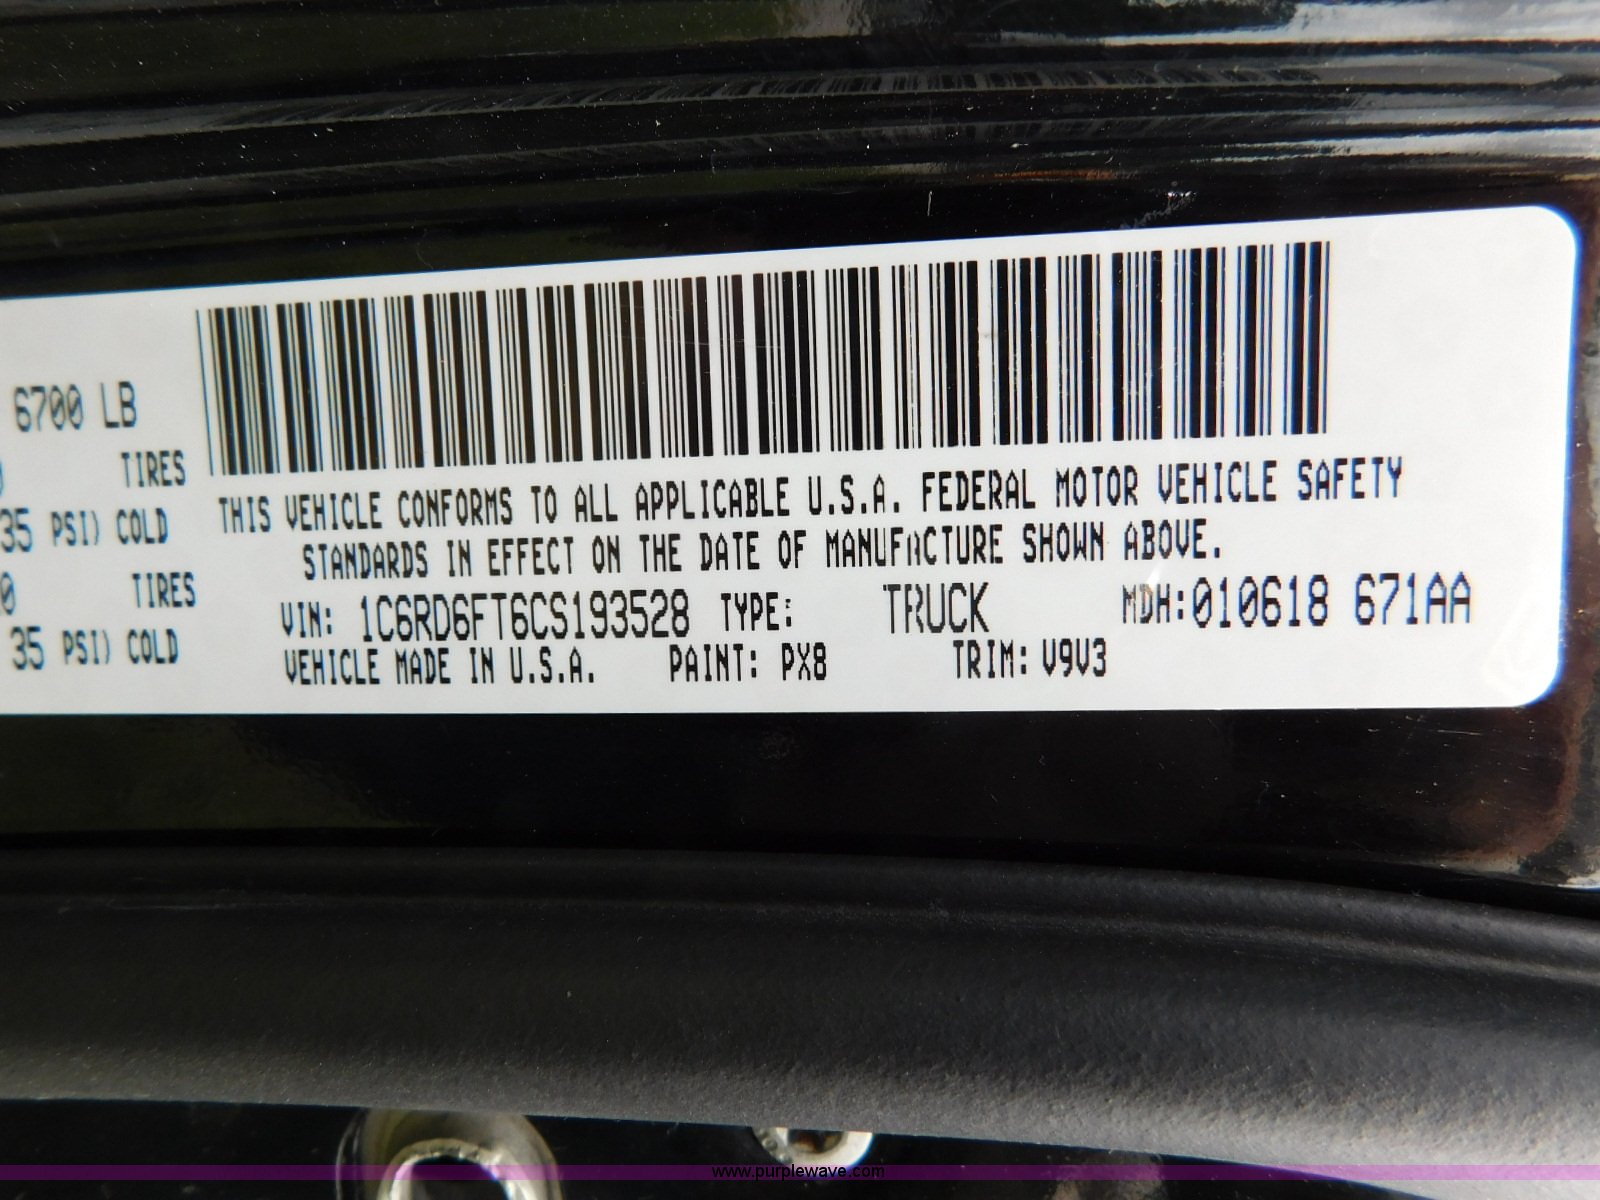 6700 LB
TIRES
35 PSI) COLD
0 TIRES
35 PSI) COLD
THIS VEHICLE CONFORMS TO ALL APPLICABLE U.S.A. FEDERAL MOTOR VEHICLE SAFETY
STANDARDS IN EFFECT ON THE DATE OF MANUFACTURE SHOWN ABOVE.
VIN: 1C6RD6FT6CS193528 TYPE: TRUCK MDH:010618 671AA
VEHICLE MADE IN U.S.A. PAINT: PX8 TRIM: V9V3
www.purplewave.com